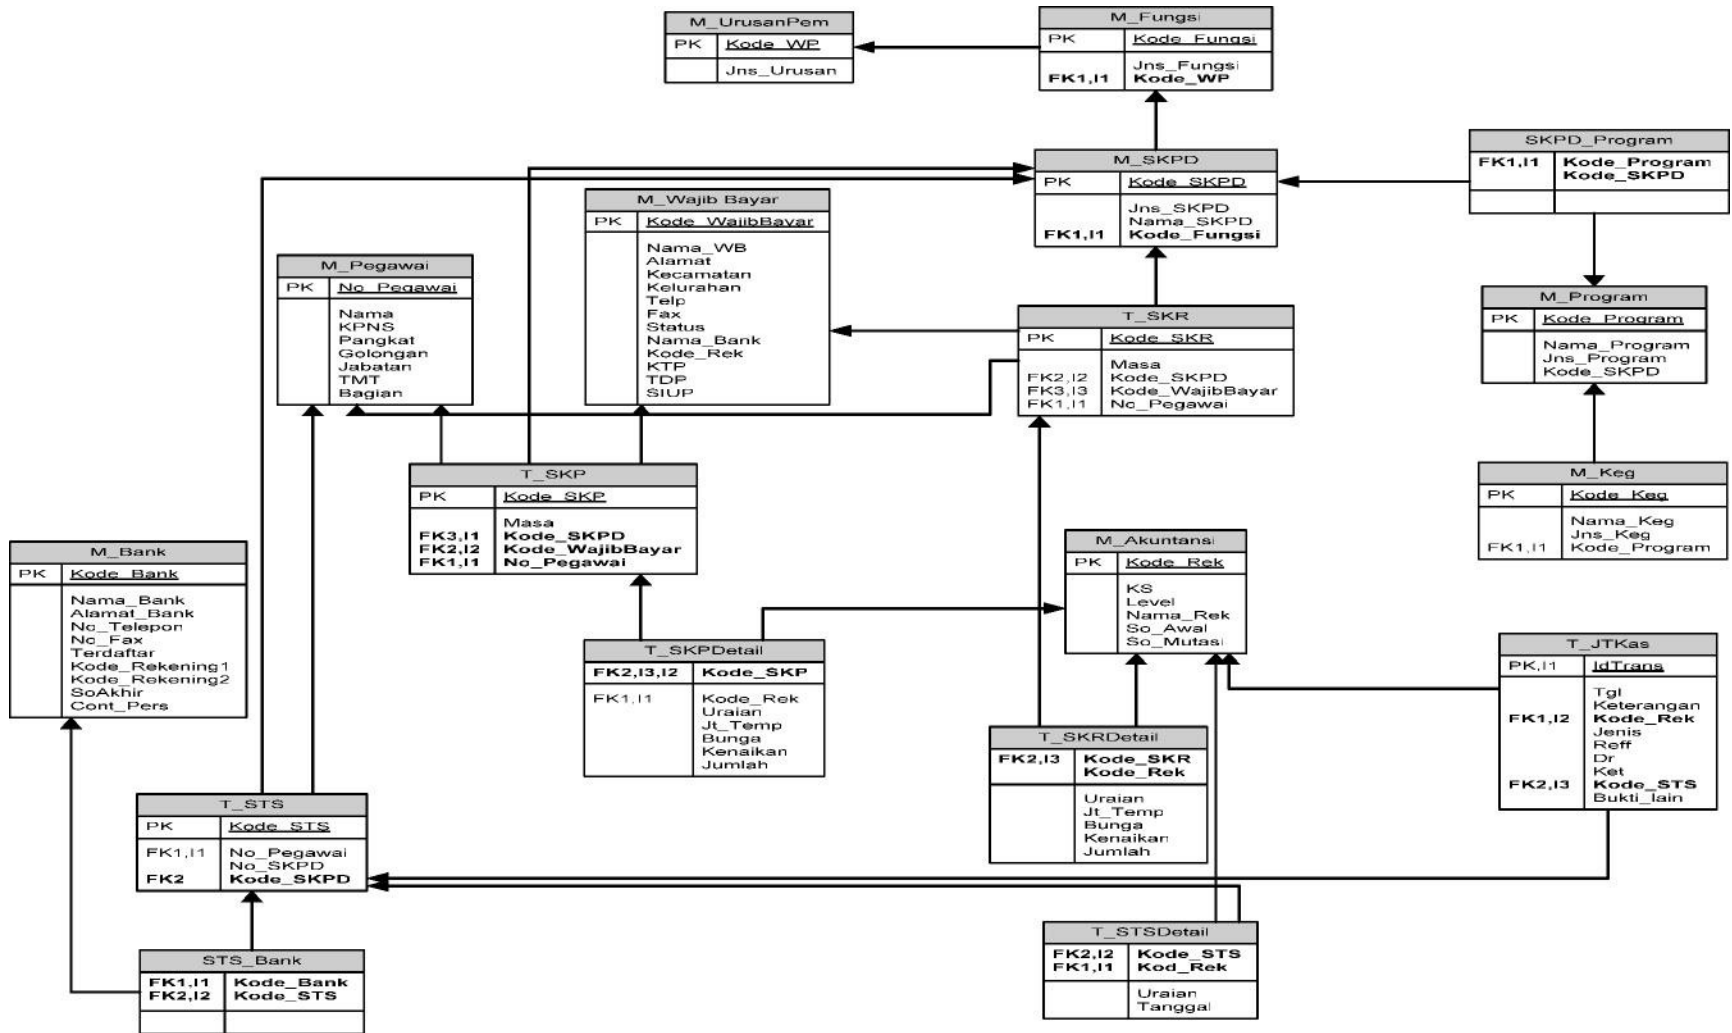 M_UrusanPem
PK Kode_WP
Jns_Urusan
M_Fungsi
PK Kode_Fungsi
Jns_Fungsi
FK1,I1 Kode_WP
SKPD_Program
FK1,I1 Kode_Program
Kode_SKPD
M_SKPD
PK Kode_SKPD
Jns_SKPD
Nama_SKPD
FK1,I1 Kode_Fungsi
M_Wajib Bayar
PK Kode_WajibBayar
Nama_WB
Alamat
Kecamatan
Kelurahan
Telp
Fax
Status
Nama_Bank
Kode_Rek
KTP
TDP
SIUP
M_Pegawai
PK No_Pegawai
Nama
KPNS
Pangkat
Golongan
Jabatan
TMT
Bagian
T_SKR
PK Kode_SKR
Masa
FK2,I2 Kode_SKPD
FK3,I3 Kode_WajibBayar
FK1,I1 No_Pegawai
M_Program
PK Kode_Program
Nama_Program
Jns_Program
Kode_SKPD
T_SKP
PK Kode_SKP
Masa
FK3,I1 Kode_SKPD
FK2,I2 Kode_WajibBayar
FK1,I1 No_Pegawai
M_Keg
PK Kode_Keg
Nama_Keg
Jns_Keg
FK1,I1 Kode_Program
M_Bank
PK Kode_Bank
Nama_Bank
Alamat_Bank
No_Telepon
No_Fax
Terdaftar
Kode_Rekening1
Kode_Rekening2
SoAkhir
Cont_Pers
M_Akuntansi
PK Kode_Rek
KS
Level
Nama_Rek
So_Awal
So_Mutasi
T_SKPDetail
FK2,I3,I2 Kode_SKP
FK1,I1 Kode_Rek
Uraian
Jt_Temp
Bunga
Kenaikan
Jumlah
T_JTKas
PK,I1 IdTrans
Tgl
Keterangan
FK1,I2 Kode_Rek
Jenis
Reff
Dr
Ket
FK2,I3 Kode_STS
Bukti_lain
T_SKRDetail
FK2,I3 Kode_SKR
Kode_Rek
Uraian
Jt_Temp
Bunga
Kenaikan
Jumlah
T_STS
PK Kode_STS
FK1,I1 No_Pegawai
No_SKPD
FK2 Kode_SKPD
T_STSDetail
FK2,I2 Kode_STS
FK1,I1 Kod_Rek
Uraian
Tanggal
STS_Bank
FK1,I1 Kode_Bank
FK2,I2 Kode_STS